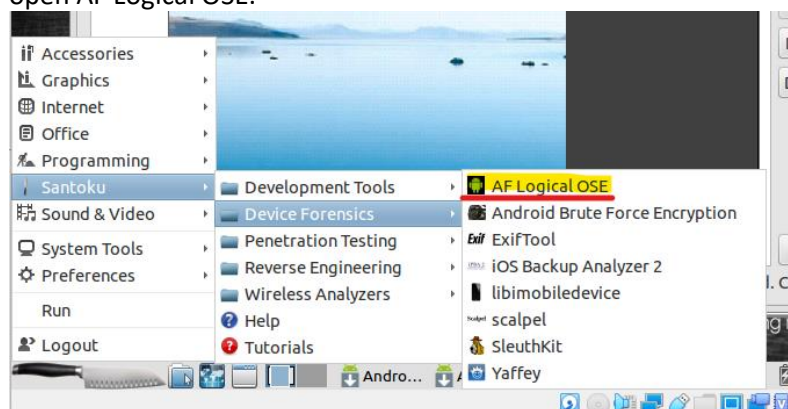 open AF Logical OSE.
Accessories
Graphics
Internet
Office
Programming
Santoku
Sound & Video
System Tools
Preferences
Run
Logout
Development Tools
Device Forensics
Penetration Testing
Reverse Engineering
Wireless Analyzers
Help
Tutorials
AF Logical OSE
Android Brute Force Encryption
Exif ExifTool
iOS Backup Analyzer 2
libimobiledevice
scalpel
SleuthKit
Yaffey
Andro...